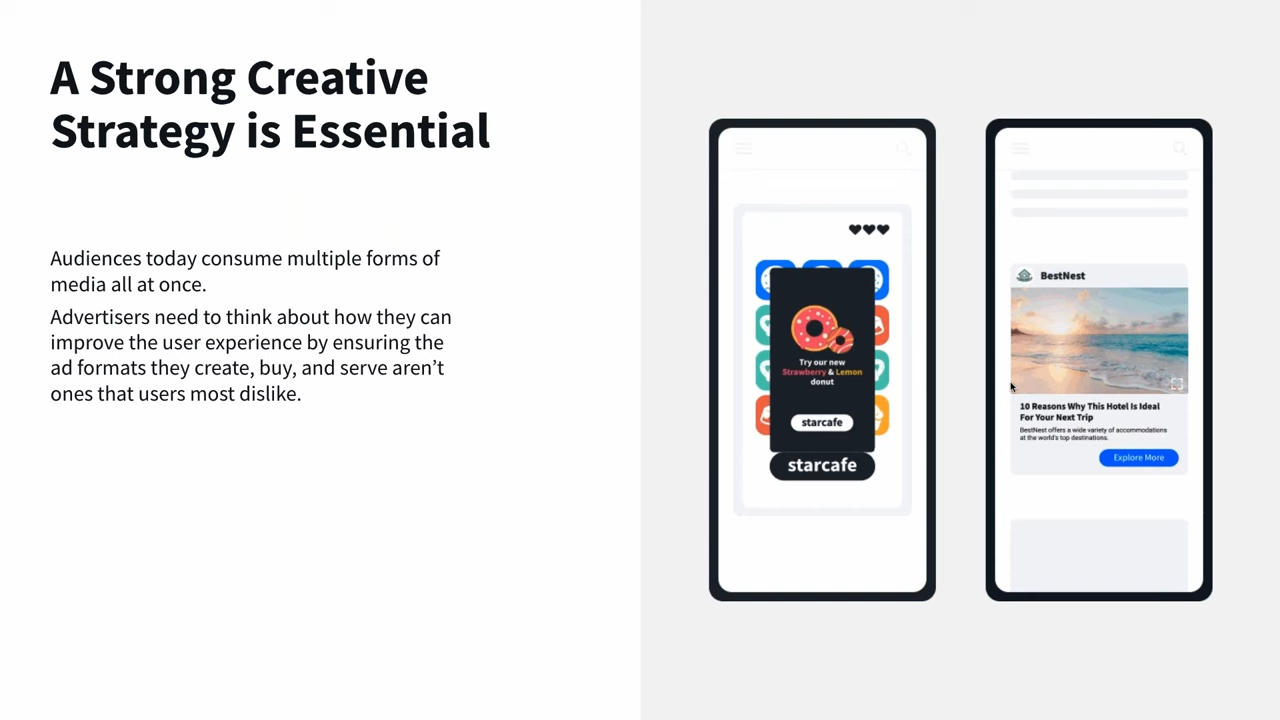 A Strong Creative
Strategy is Essential
Audiences today consume multiple forms of
media all at once.
Advertisers need to think about how they can
improve the user experience by ensuring the
ad formats they create, buy, and serve aren’t
ones that users most dislike.
Try our new
Strawberry & Lemon
donut
starcafe
starcafe
BestNest
10 Reasons Why This Hotel Is Ideal
For Your Next Trip
BestNest offers a wide variety of accommodations
at the world's top destinations.
Explore More